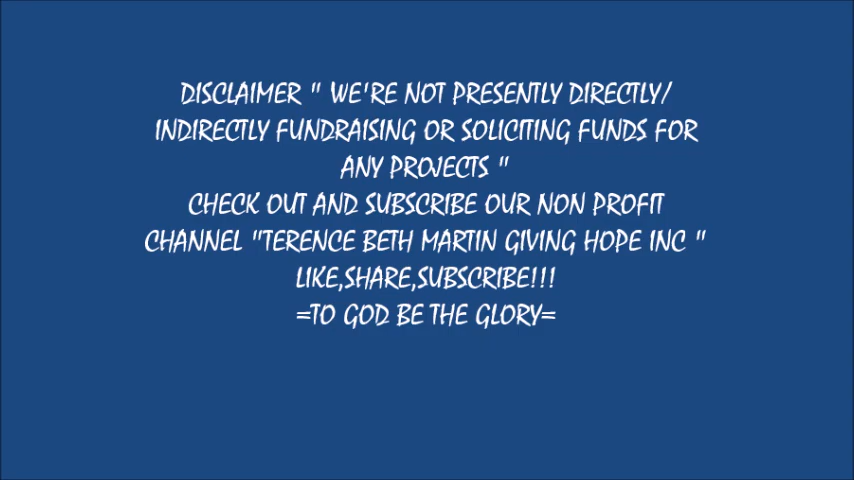 DISCLAIMER " WE'RE NOT PRESENTLY DIRECTLY/
INDIRECTLY FUNDRAISING OR SOLICITING FUNDS FOR
ANY PROJECTS "
CHECK OUT AND SUBSCRIBE OUR NON PROFIT
CHANNEL "TERENCE BETH MARTIN GIVING HOPE INC "
LIKE,SHARE,SUBSCRIBE!!!
=TO GOD BE THE GLORY=